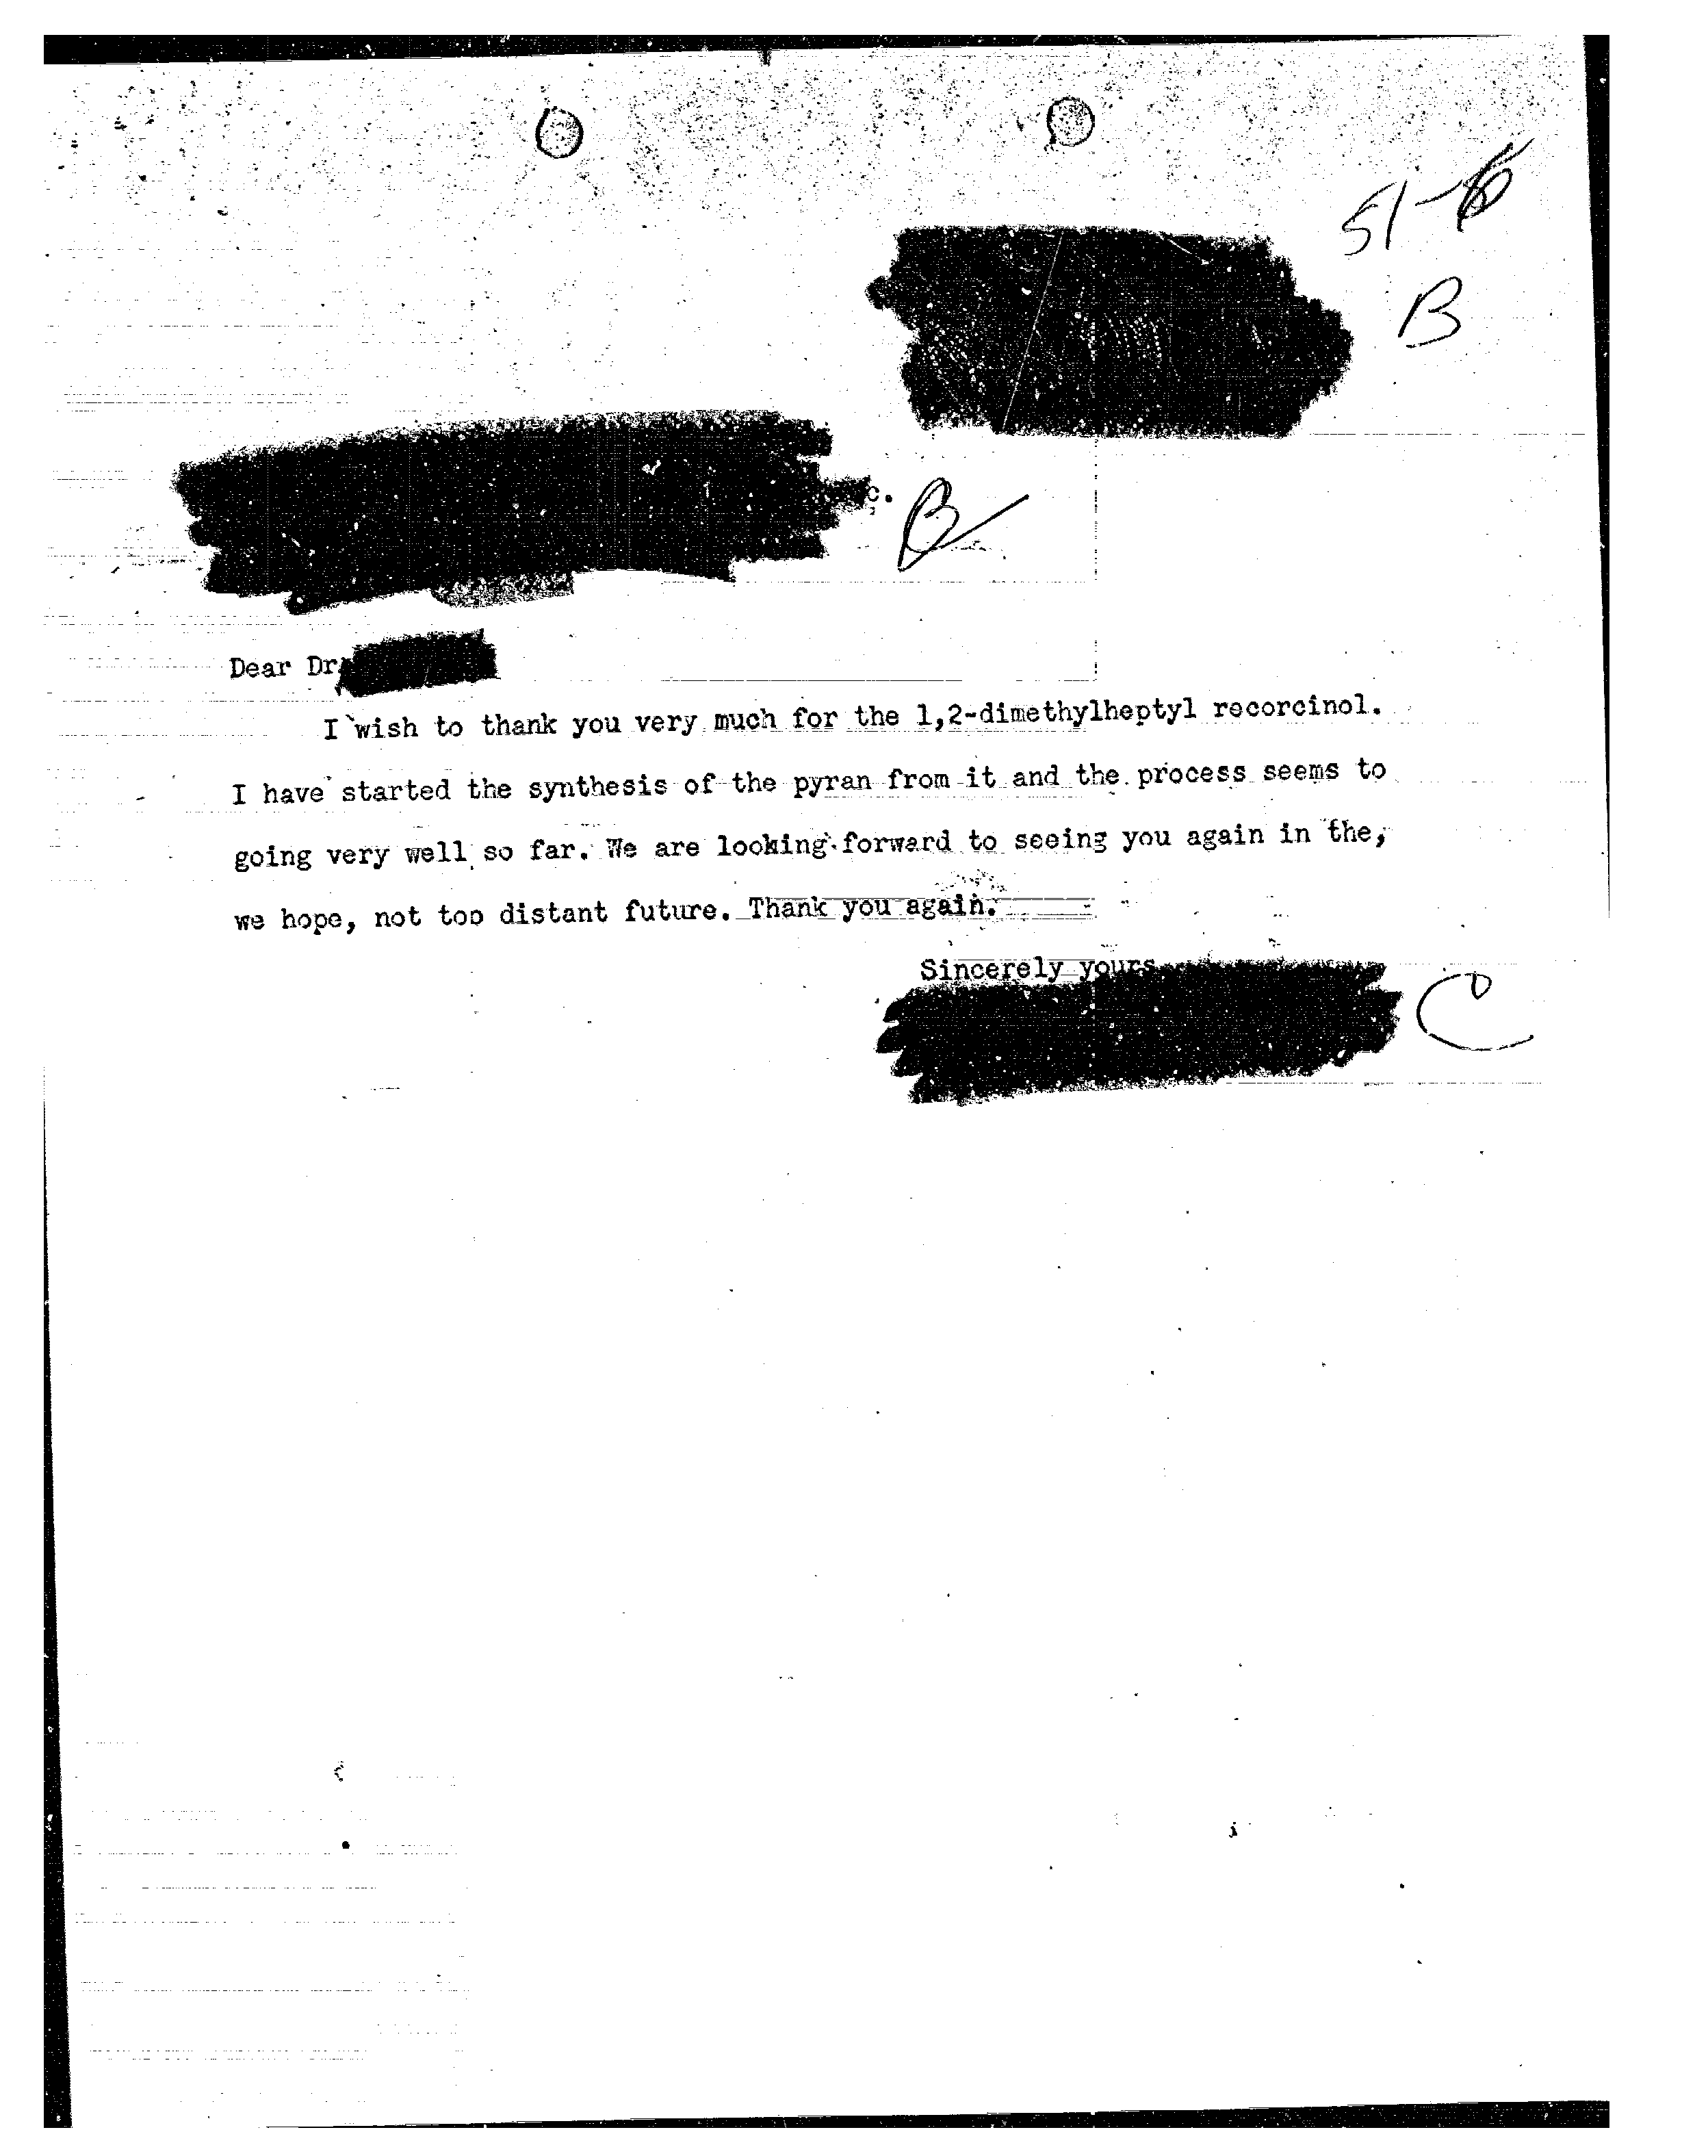 51-6
B
c.
B
Dear Dr.
I wish to thank you very much for the 1,2-dimethylheptyl recorcinol.
I have started the synthesis of the pyran from it and the process seems to
going very well so far. We are looking forward to seeing you again in the,
we hope, not too distant future. Thank you again.
Sincerely yours
C